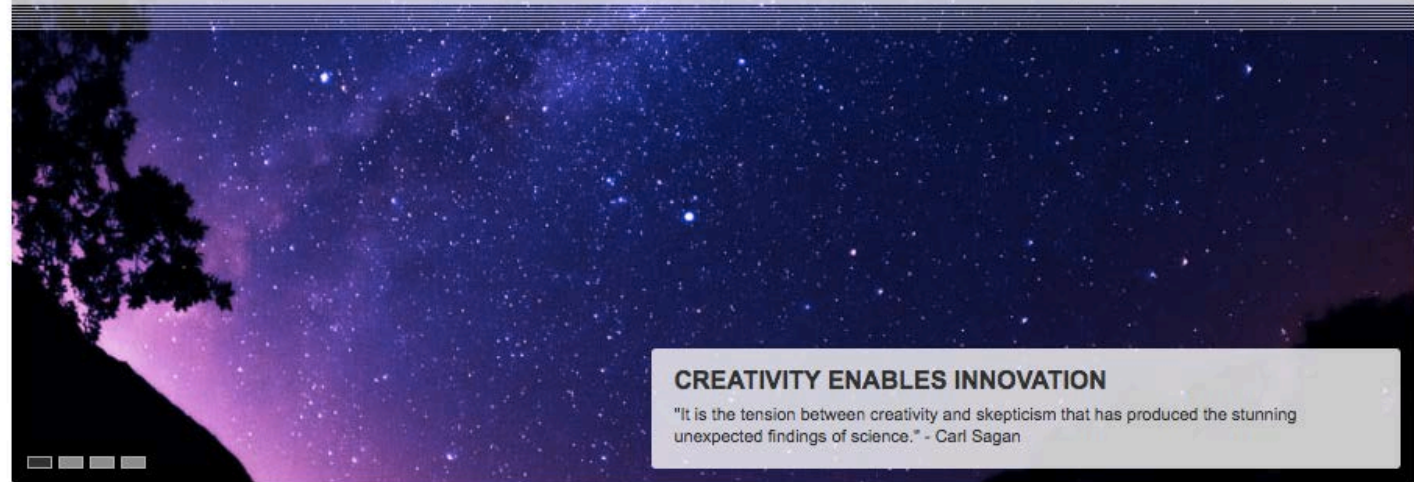 CREATIVITY ENABLES INNOVATION
"It is the tension between creativity and skepticism that has produced the stunning
unexpected findings of science." - Carl Sagan